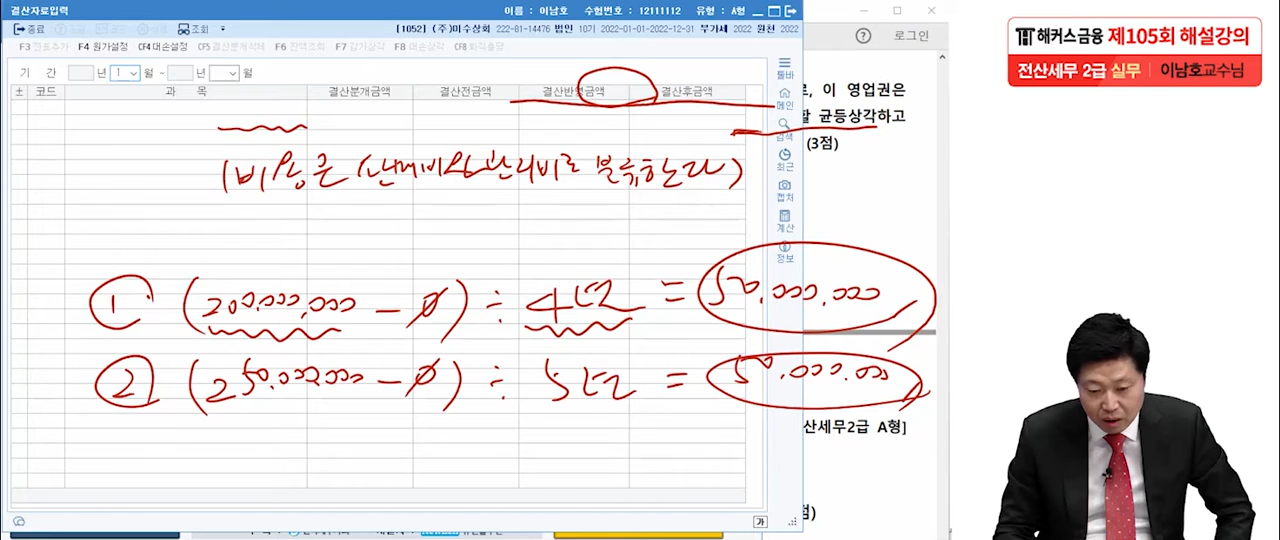 결산자료입력
이름 : 이남호 수험번호 : 12111112 유형 : A형
종료
조회
[1052] (주)미수상회 222-81-14476 법인 10기 2022-01-01~2022-12-31 부가세 2022 원천 2022
F3 전표추가 F4 원가설정 CF4 대손설정 CF5 결산분개삭제 F6 잔액조회 F7 감가상각 F8 대손상각 CF8 퇴직충당
기 간 년 1 월 ~ 년 월
± 코드 과 목 결산분개금액 결산전금액 결산반영금액 결산후금액
툴바
메인
검색
최근
캡처
계산
정보
로그인
로, 이 영업권은
할 균등상각하고
(3점)
(비용은 판매비와관리비로 분류한다)
① (200,000,000 - 0) ÷ 4년 = 50,000,000
② (250,000,000 - 0) ÷ 5년 = 50,000,000
산세무2급 A형]
점)
가
해커스금융 제105회 해설강의
전산세무 2급 실무 이남호교수님